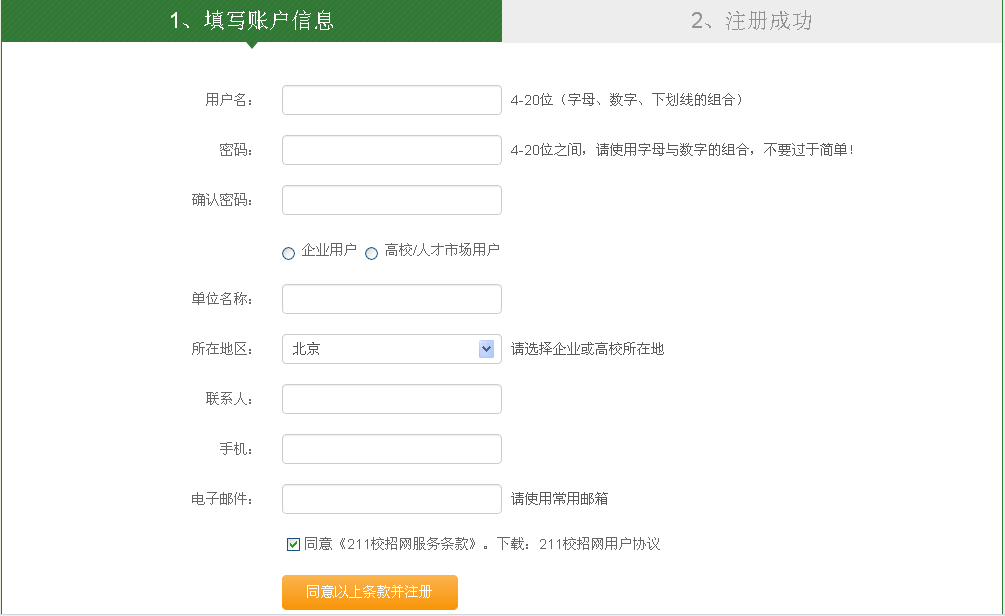 1、填写账户信息
2、注册成功
用户名： 4-20位（字母、数字、下划线的组合）
密码： 4-20位之间，请使用字母与数字的组合，不要过于简单！
确认密码：
企业用户 高校/人才市场用户
单位名称：
所在地区： 北京 请选择企业或高校所在地
联系人：
手机：
电子邮件： 请使用常用邮箱
同意《211校招网服务条款》。下载：211校招网用户协议
同意以上条款并注册